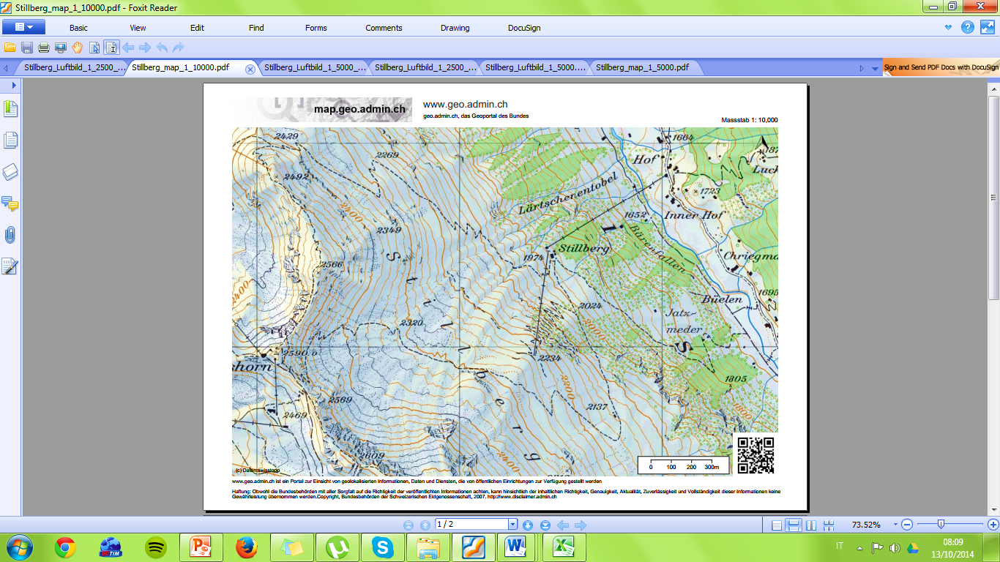 Stillberg_map_1_10000.pdf - Foxit Reader
Basic View Edit Find Forms Comments Drawing DocuSign
Stillberg_Luftbild_1_2500_... Stillberg_map_1_10000.pdf Stillberg_Luftbild_1_5000_... Stillberg_Luftbild_1_2500_... Stillberg_Luftbild_1_5000.... Stillberg_map_1_5000.pdf Sign and Send PDF Docs with DocuSign
map.geo.admin.ch
www.geo.admin.ch
geo.admin.ch, das Geoportal des Bundes
Massstab 1: 10,000
2429
1664
2269
Hof
Luck
2492
Lärtschenentobel
1723
2400
1652
Inner Hof
2349
Bärenfallen
Stillberg
1974
Chriegma
2566
2400
1695
Büelen
2024
Jatz-
meder
2000
2320
2590
2234
horn
S t i l l b e r g
S
1805
2200
2569
2137
2469
1800
2609
2400
0 100 200 300m
www.geo.admin.ch ist ein Portal zur Einsicht von geolokalisierten Informationen, Daten und Diensten, die von öffentlichen Einrichtungen zur Verfügung gestellt werden
Haftung: Obwohl die Bundesbehörden mit aller Sorgfalt auf die Richtigkeit der veröffentlichten Informationen achten, kann hinsichtlich der inhaltlichen Richtigkeit, Genauigkeit, Aktualität, Zuverlässigkeit und Vollständigkeit dieser Informationen keine
Gewährleistung übernommen werden.Copyright, Bundesbehörden der Schweizerischen Eidgenossenschaft, 2007. http://www.disclaimer.admin.ch
1 / 2
73.52%
TIM
IT
08:09
13/10/2014